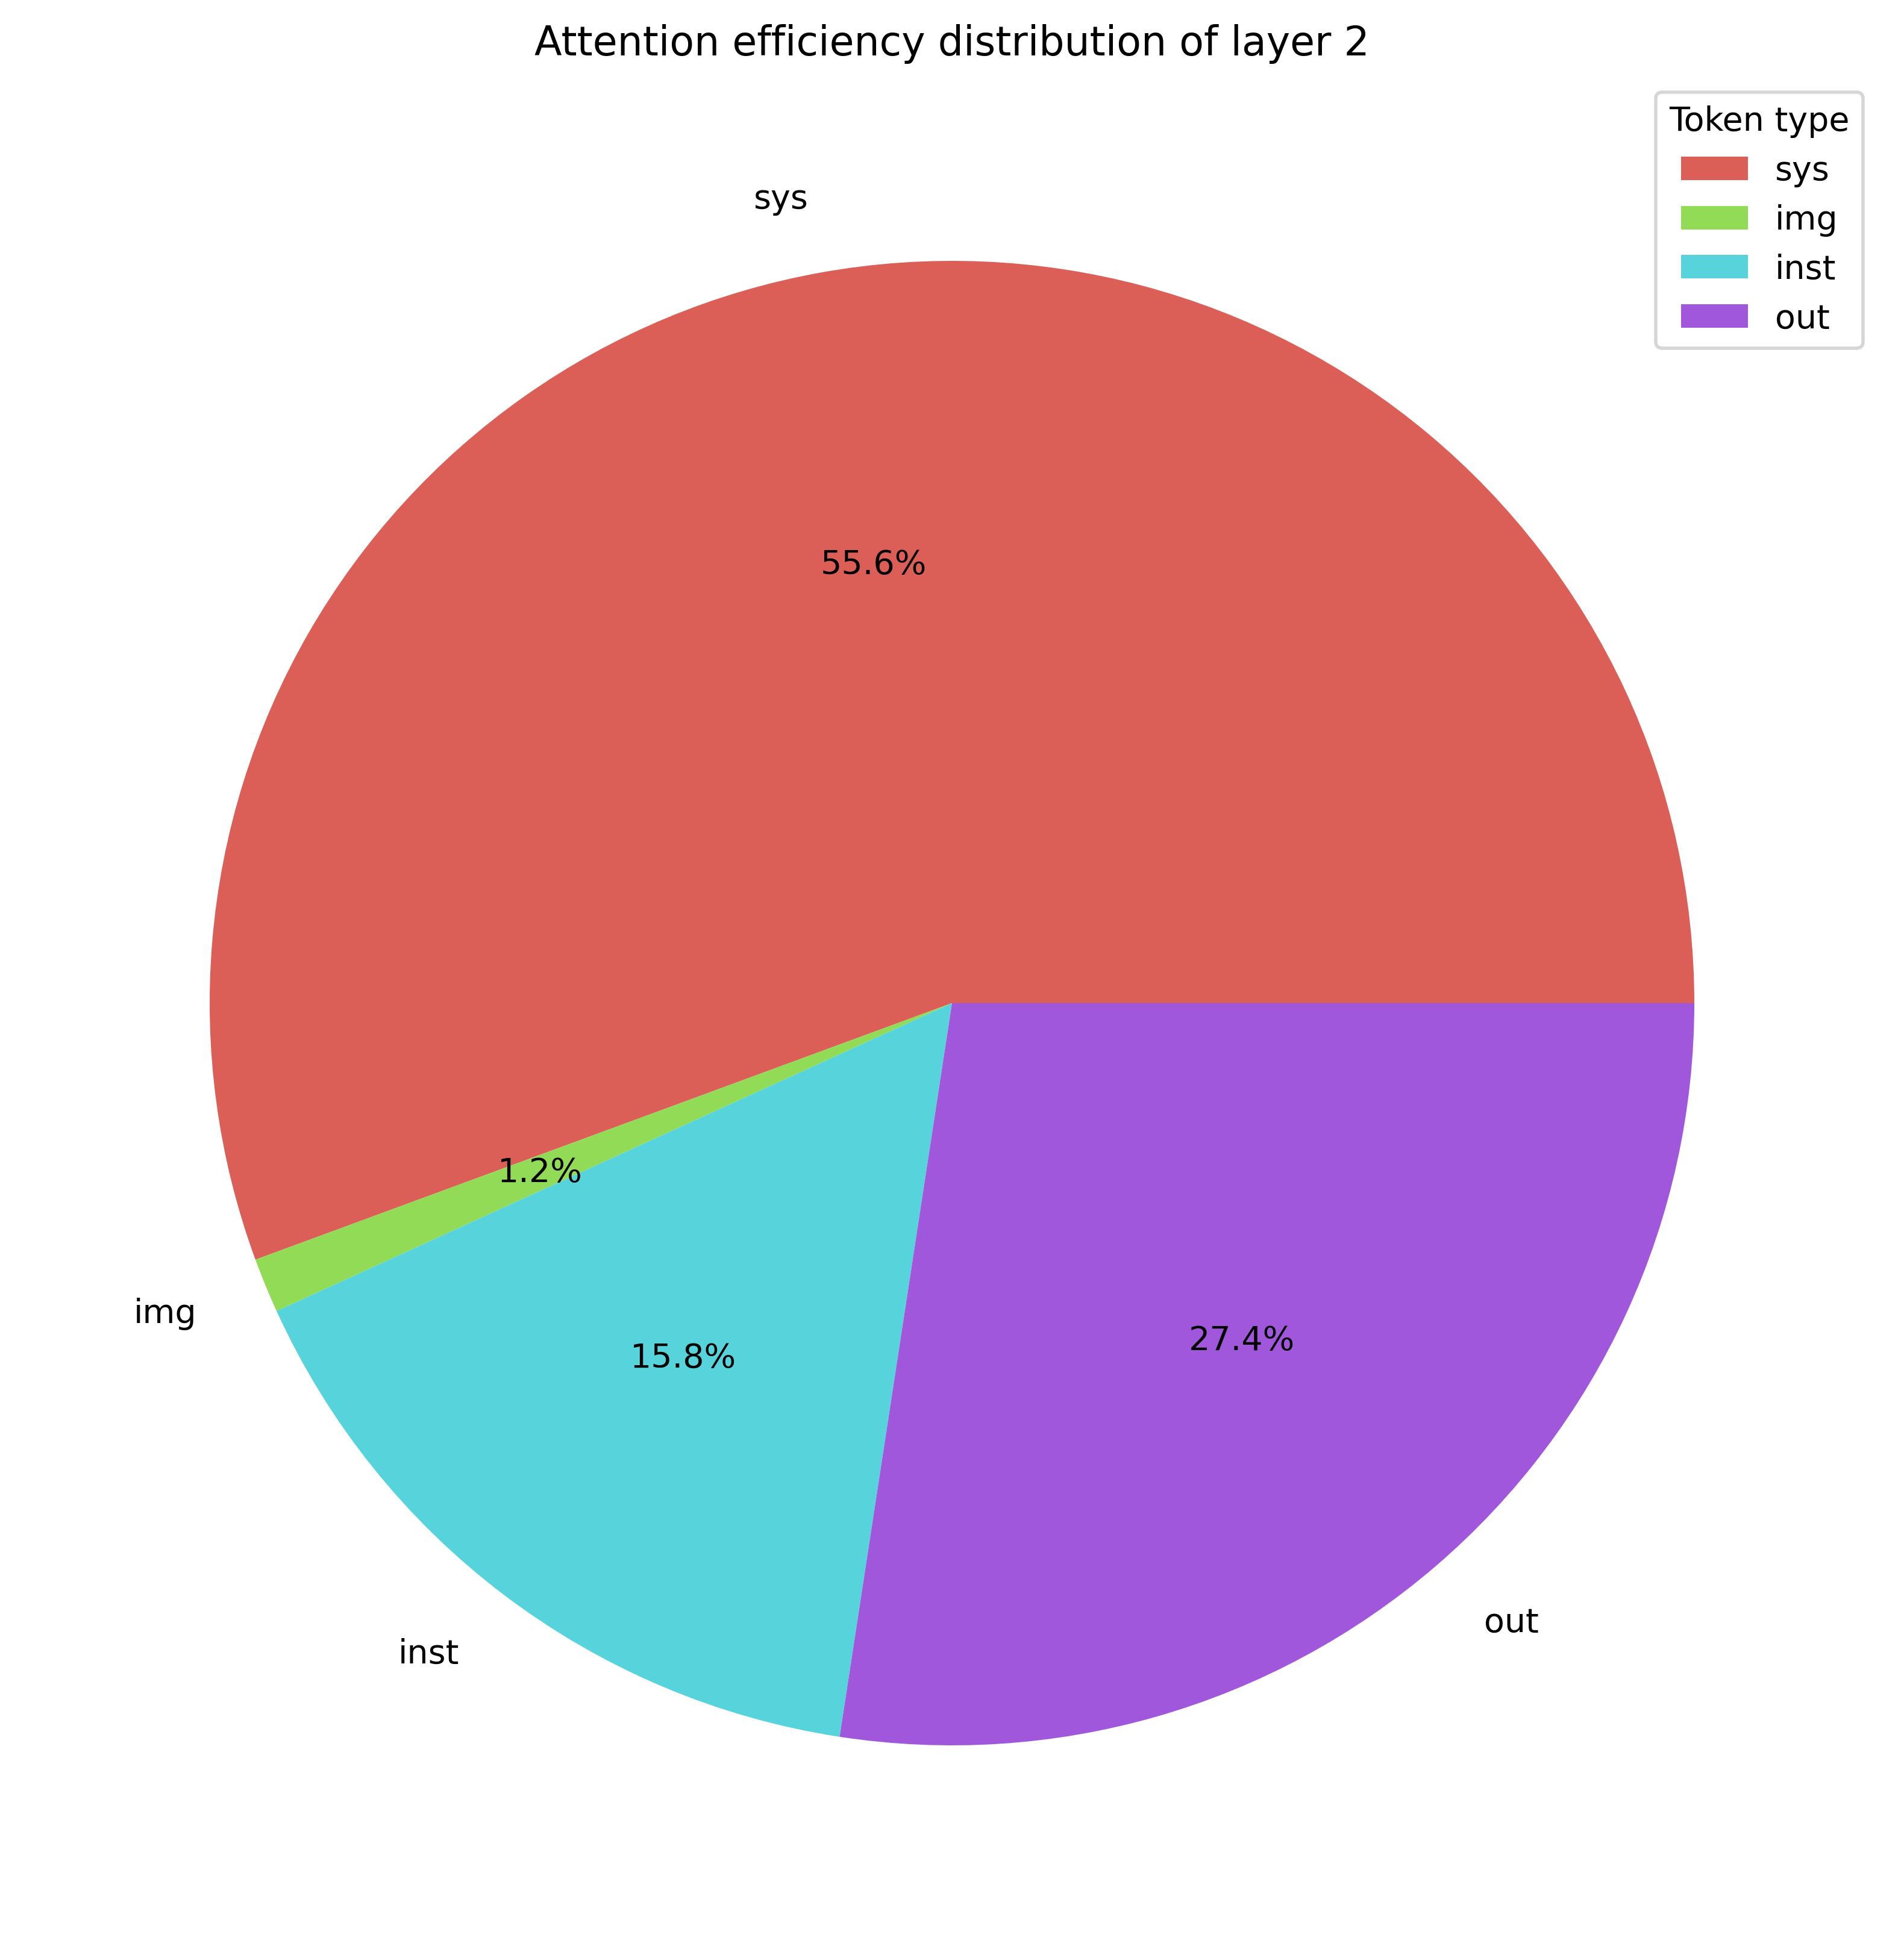 Attention efficiency distribution of layer 2
Token type
sys
img
inst
out
sys
55.6%
1.2%
img
15.8%
27.4%
inst
out